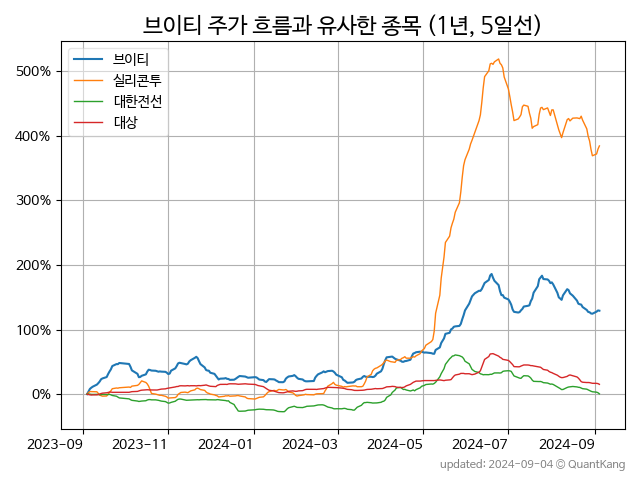 브이티 주가 흐름과 유사한 종목 (1년, 5일선)
브이티
실리콘투
대한전선
대상
500%
400%
300%
200%
100%
0%
2023-09 2023-11 2024-01 2024-03 2024-05 2024-07 2024-09
updated: 2024-09-04 © QuantKang